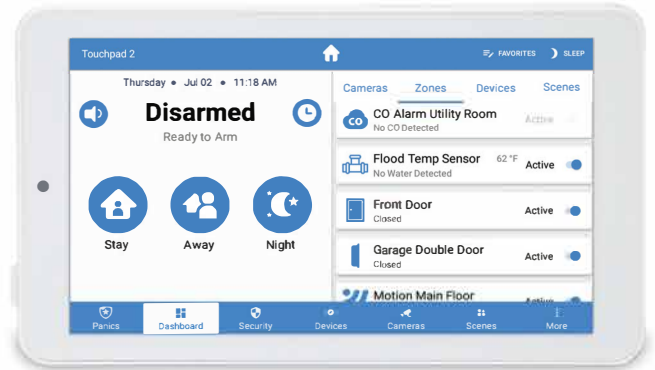 Touchpad 2
FAVORITES
SLEEP
Thursday • Jul 02 • 11:18 AM
Disarmed
Ready to Arm
Stay
Away
Night
Cameras Zones Devices Scenes
CO
CO Alarm Utility Room
No CO Detected
Active
Flood Temp Sensor
62 °F
Active
No Water Detected
Front Door
Closed
Active
Garage Double Door
Closed
Active
Motion Main Floor
Active
Panics
Dashboard
Security
Devices
Cameras
Scenes
More